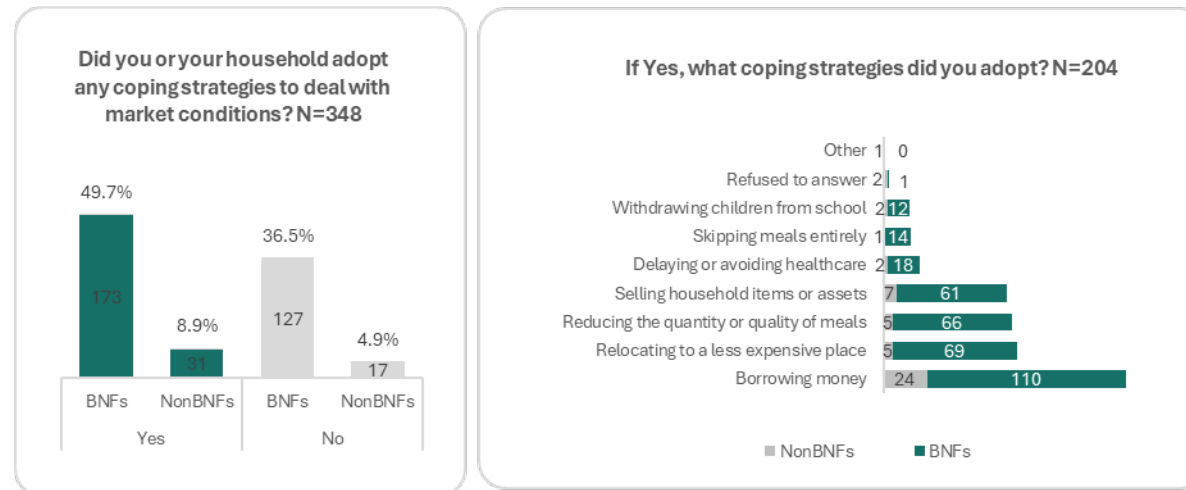 Did you or your household adopt
any coping strategies to deal with
market conditions? N=348
49.7%
173
8.9%
31
36.5%
127
4.9%
17
BNFs NonBNFs BNFs NonBNFs
Yes No
If Yes, what coping strategies did you adopt? N=204
Other 1 0
Refused to answer 2 1
Withdrawing children from school 2 12
Skipping meals entirely 1 14
Delaying or avoiding healthcare 2 18
Selling household items or assets 7 61
Reducing the quantity or quality of meals 5 66
Relocating to a less expensive place 5 69
Borrowing money 24 110
NonBNFs BNFs